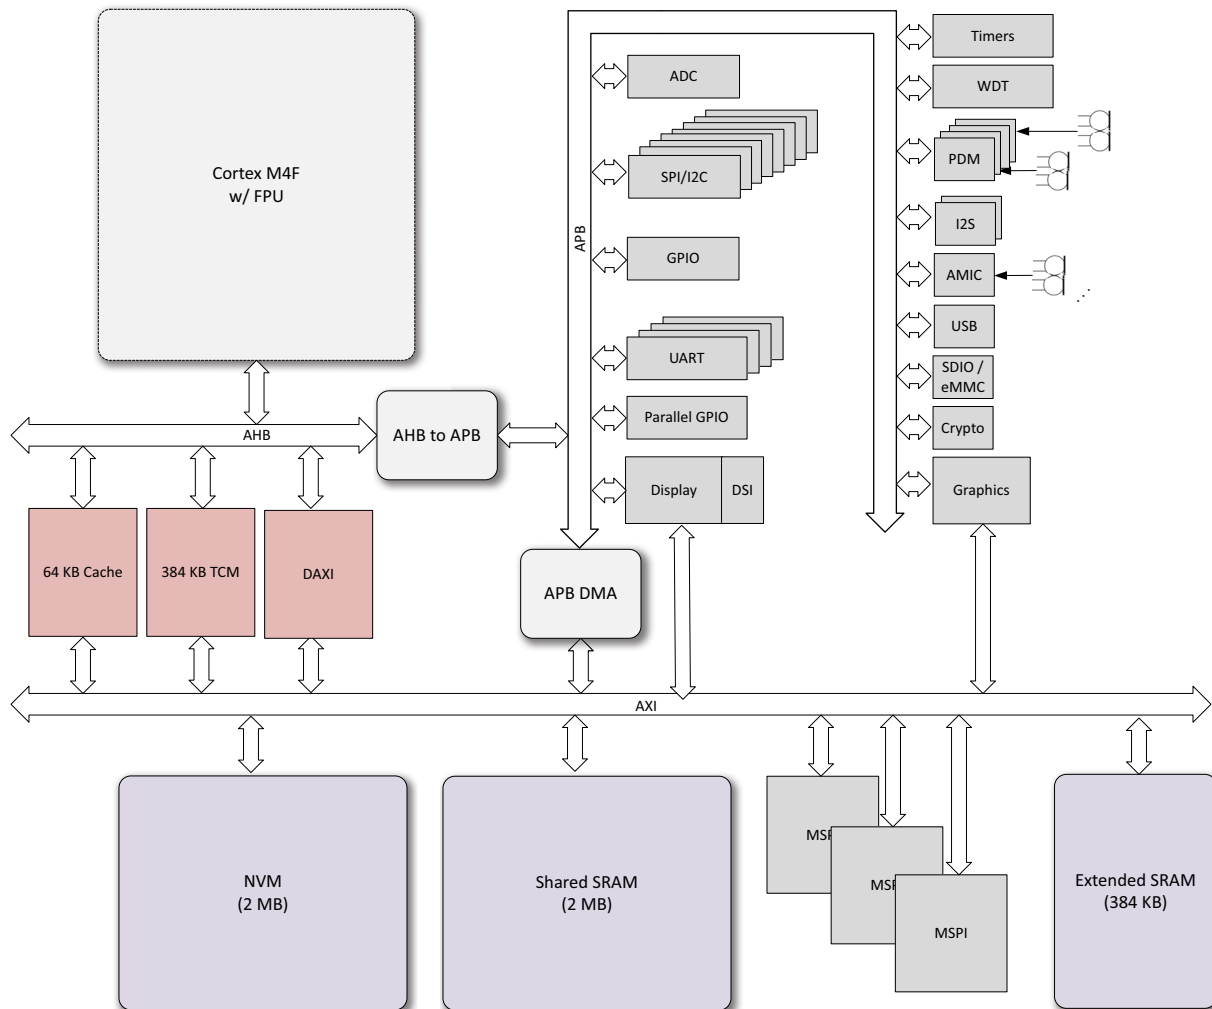 Cortex M4F
w/ FPU
AHB
AHB to APB
64 KB Cache
384 KB TCM
DAXI
APB
ADC
SPI/I2C
GPIO
UART
Parallel GPIO
Display
DSI
APB DMA
Timers
WDT
PDM
I2S
AMIC
...
USB
SDIO /
eMMC
Crypto
Graphics
AXI
NVM
(2 MB)
Shared SRAM
(2 MB)
MSP
MSP
MSPI
Extended SRAM
(384 KB)